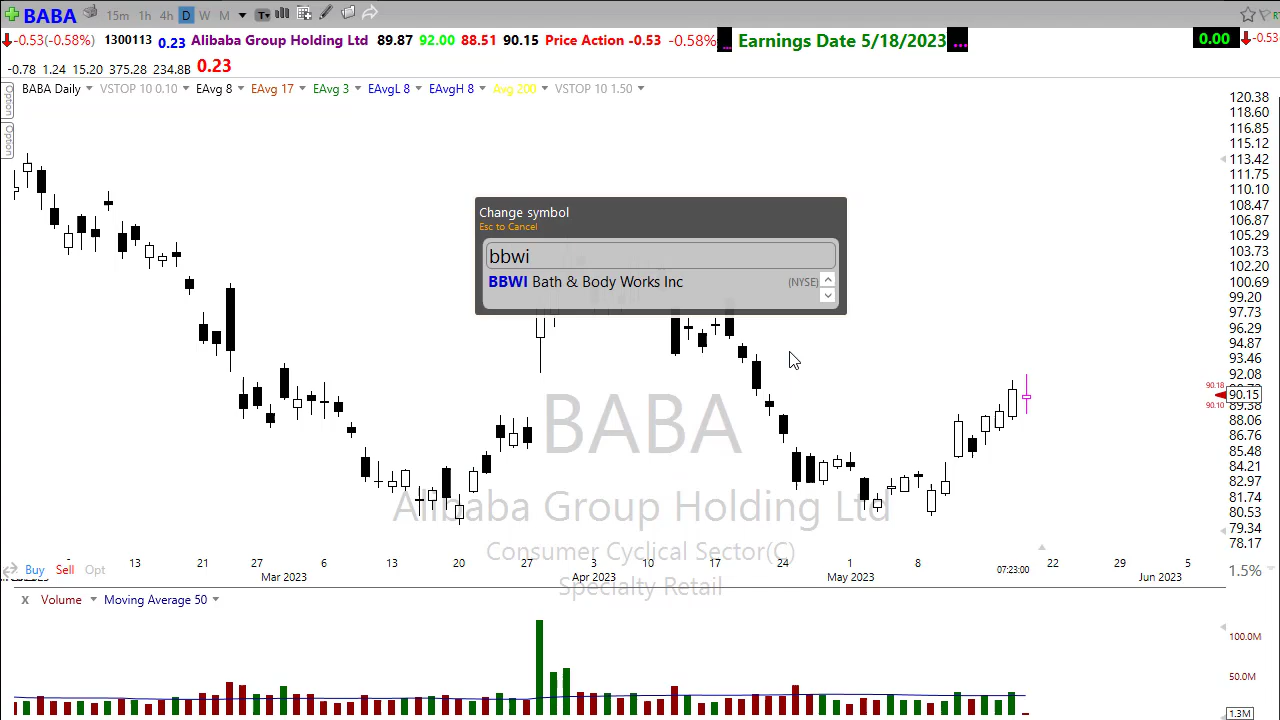 BABA 15m 1h 4h D W M
-0.53(-0.58%) 1300113 0.23 Alibaba Group Holding Ltd 89.87 92.00 88.51 90.15 Price Action -0.53 -0.58% ... Earnings Date 5/18/2023 ... 0.00 -0.53
-0.78 1.24 15.20 375.28 234.8B 0.23
BABA Daily VSTOP 10 0.10 EAvg 8 EAvg 17 EAvg 3 EAvgL 8 EAvgH 8 Avg 200 VSTOP 10 1.50
Option
Option
Change symbol
Esc to Cancel
bbwi
BBWI Bath & Body Works Inc (NYSE)
BABA
Alibaba Group Holding Ltd
Consumer Cyclical Sector(C)
Specialty Retail
120.38
118.60
116.85
115.12
113.42
111.75
110.10
108.47
106.87
105.29
103.73
102.20
100.69
99.20
97.73
96.29
94.87
93.46
92.08
90.18
90.15
90.10
89.38
88.06
86.76
85.48
84.21
82.97
81.74
80.53
79.34
78.17
13 21 27 6 13 20 27 3 10 17 24 1 8 07:23:00 22 29 5
Mar 2023 Apr 2023 May 2023 Jun 2023
Buy Sell Opt 1.5%
X Volume Moving Average 50
100.0M
50.0M
1.3M